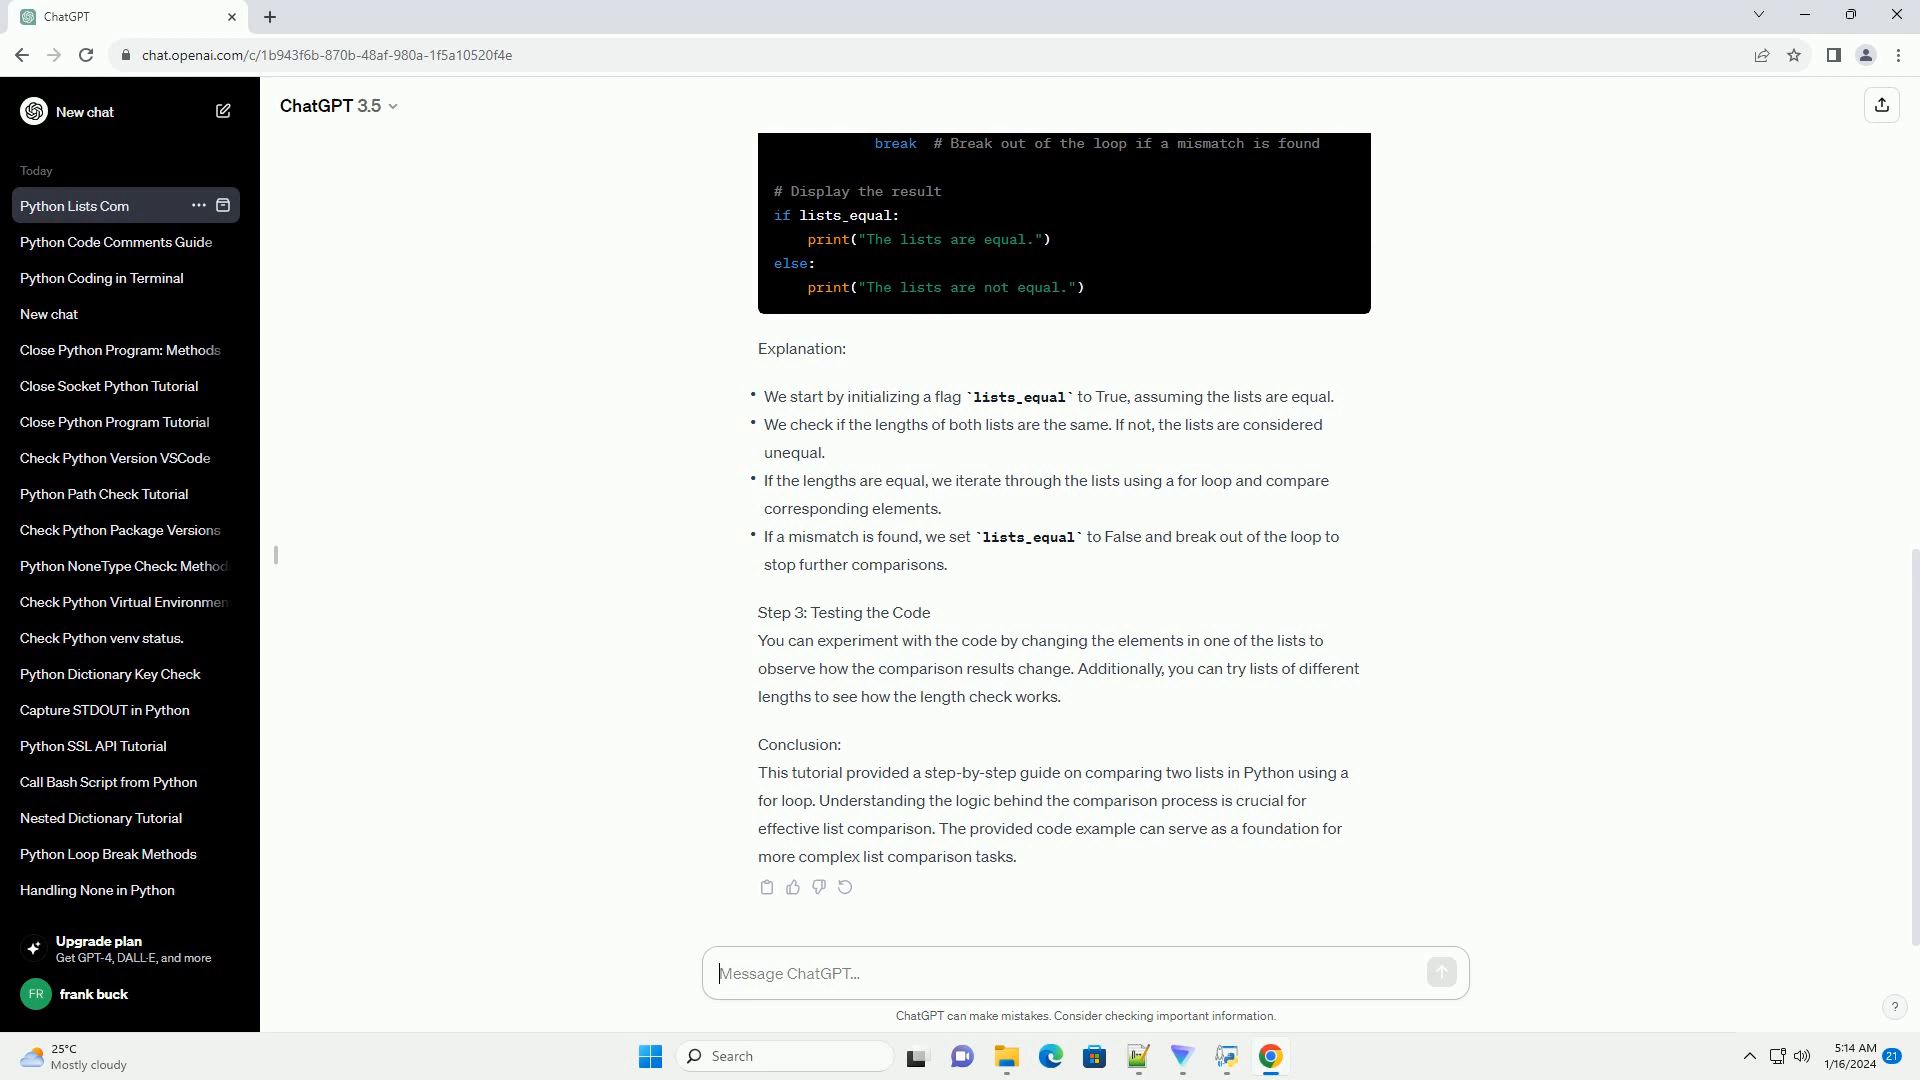 ChatGPT
chat.openai.com/c/1b943f6b-870b-48af-980a-1f5a10520f4e
New chat
Today
Python Lists Com
Python Code Comments Guide
Python Coding in Terminal
New chat
Close Python Program: Methods
Close Socket Python Tutorial
Close Python Program Tutorial
Check Python Version VSCode
Python Path Check Tutorial
Check Python Package Versions
Python NoneType Check: Method
Check Python Virtual Environmen
Check Python venv status.
Python Dictionary Key Check
Capture STDOUT in Python
Python SSL API Tutorial
Call Bash Script from Python
Nested Dictionary Tutorial
Python Loop Break Methods
Handling None in Python
Upgrade plan
Get GPT-4, DALL·E, and more
FR frank buck
ChatGPT 3.5
break # Break out of the loop if a mismatch is found
# Display the result
if lists_equal:
print("The lists are equal.")
else:
print("The lists are not equal.")
Explanation:
• We start by initializing a flag `lists_equal` to True, assuming the lists are equal.
• We check if the lengths of both lists are the same. If not, the lists are considered
unequal.
• If the lengths are equal, we iterate through the lists using a for loop and compare
corresponding elements.
• If a mismatch is found, we set `lists_equal` to False and break out of the loop to
stop further comparisons.
Step 3: Testing the Code
You can experiment with the code by changing the elements in one of the lists to
observe how the comparison results change. Additionally, you can try lists of different
lengths to see how the length check works.
Conclusion:
This tutorial provided a step-by-step guide on comparing two lists in Python using a
for loop. Understanding the logic behind the comparison process is crucial for
effective list comparison. The provided code example can serve as a foundation for
more complex list comparison tasks.
Message ChatGPT...
ChatGPT can make mistakes. Consider checking important information.
?
25°C
Mostly cloudy
Search
5:14 AM
1/16/2024
21